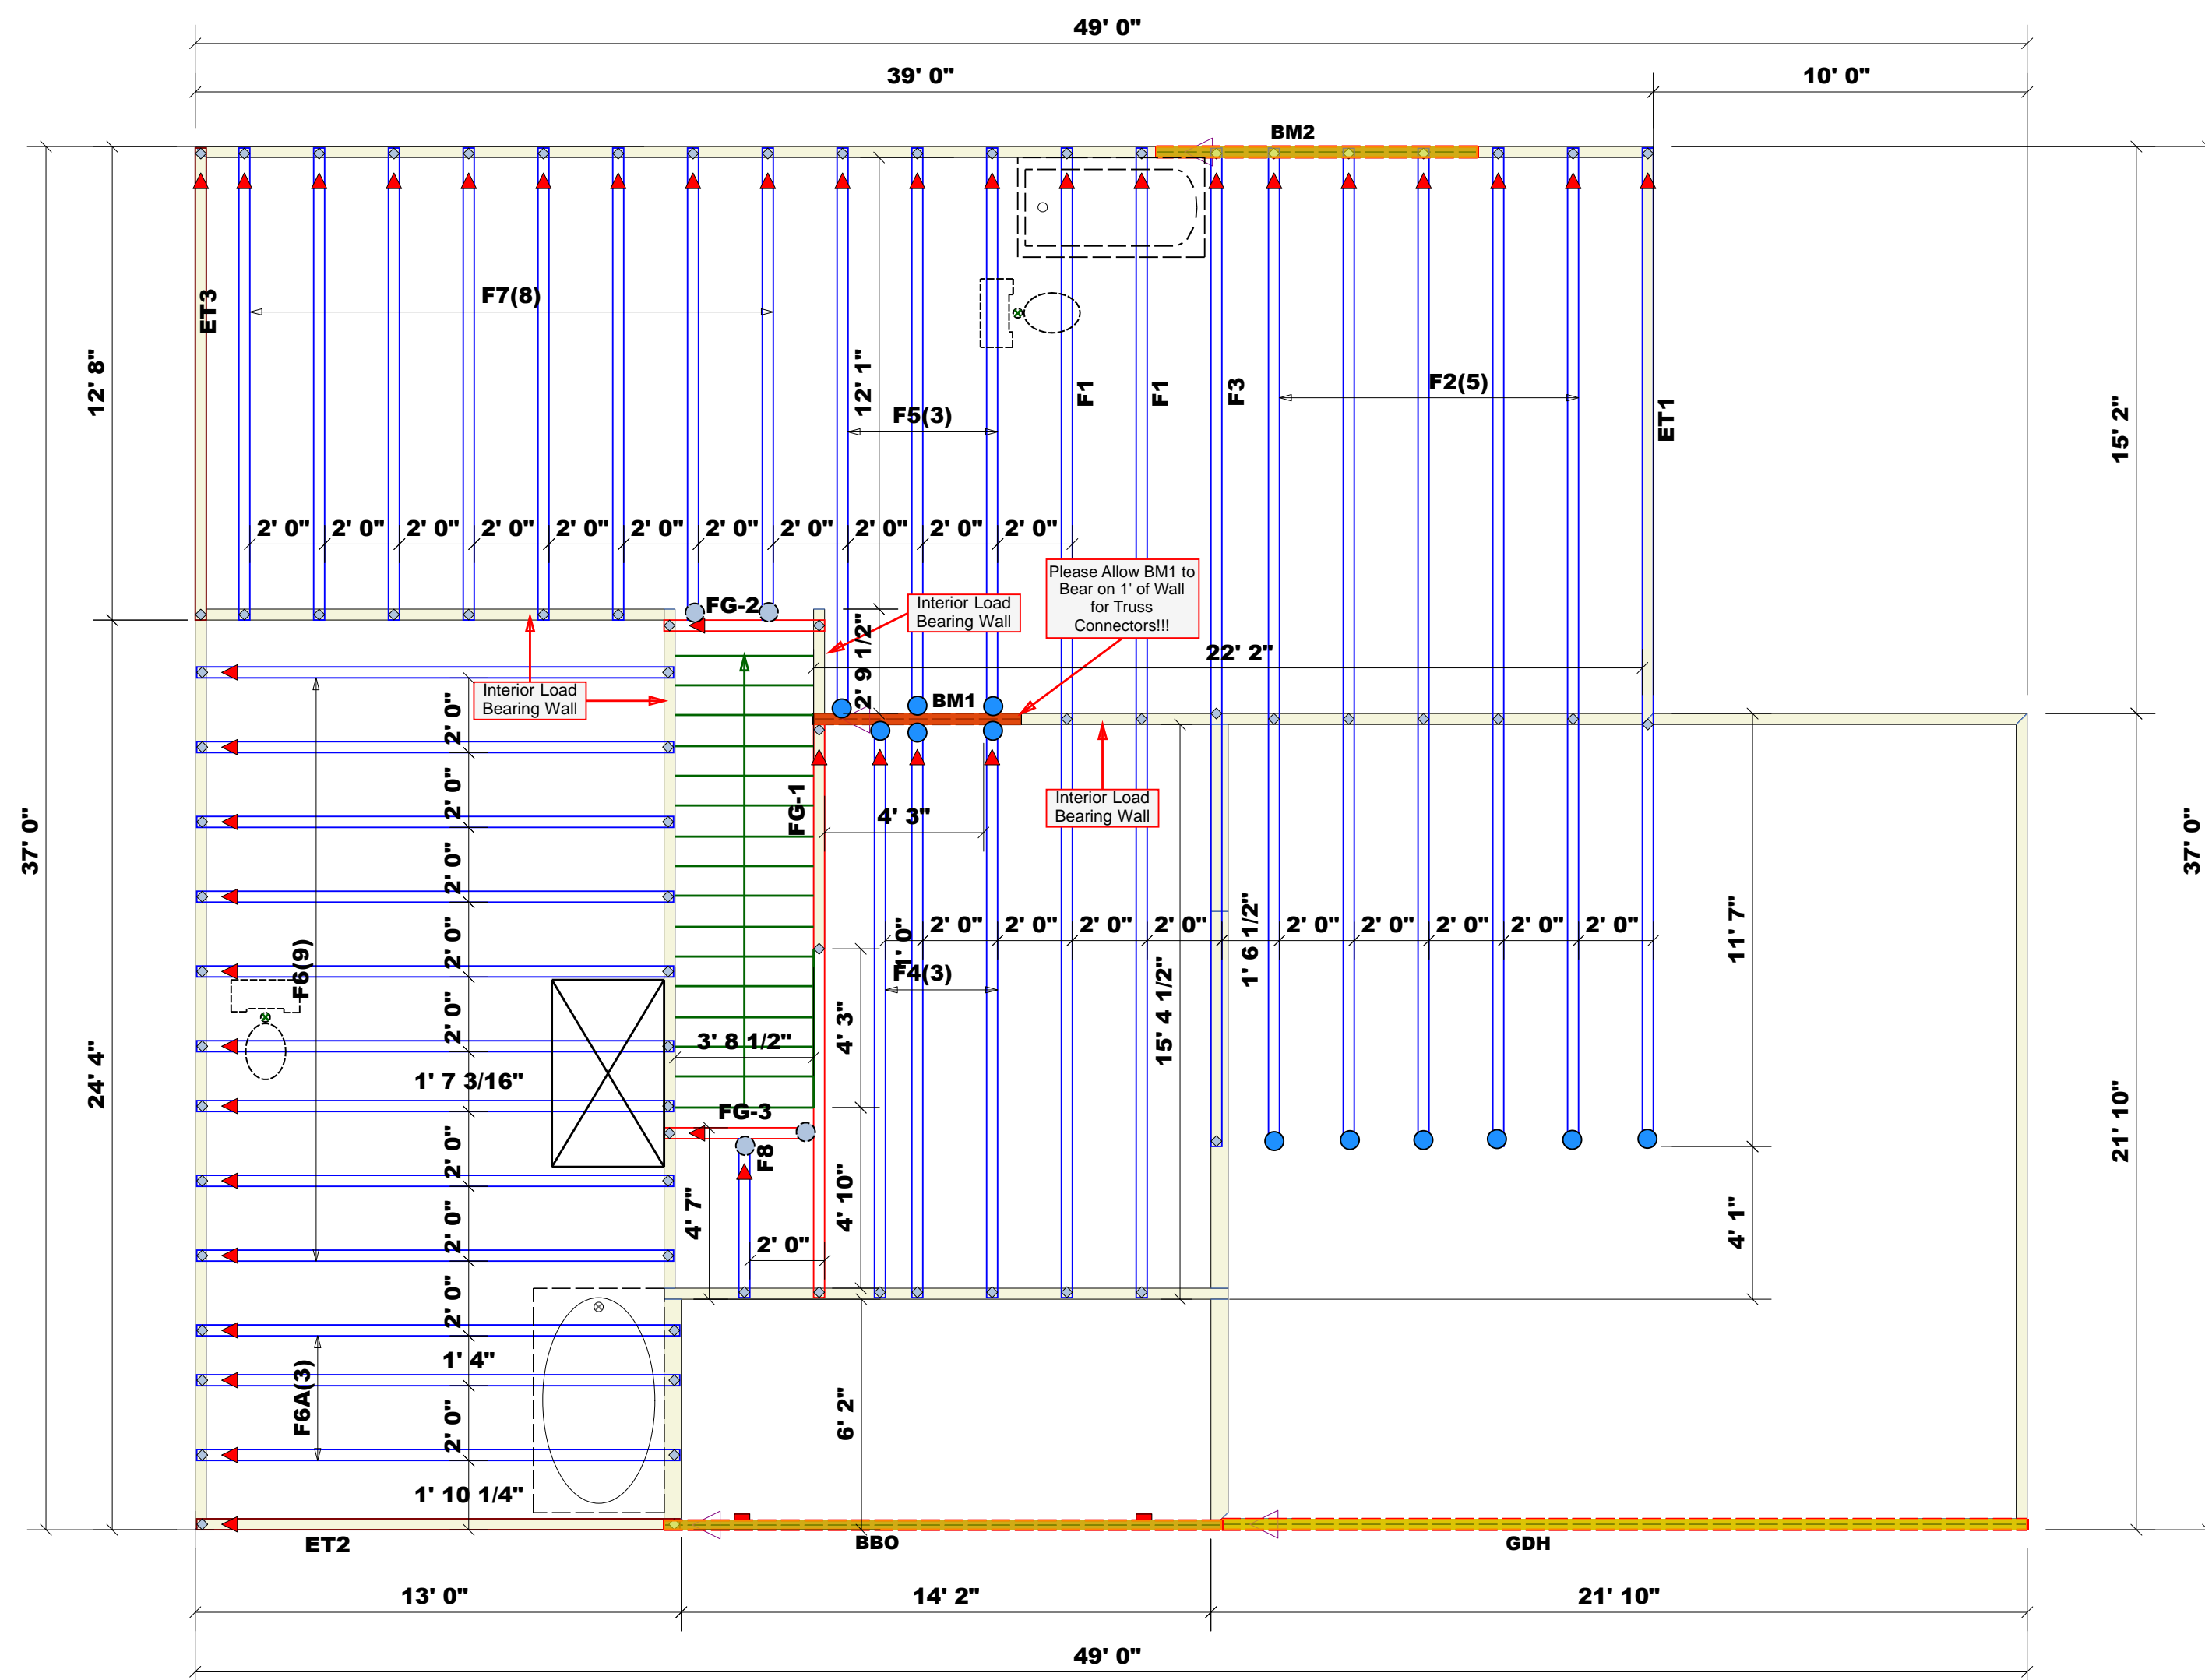 49' 0"
39' 0"
10' 0"
BM2
ET3
F7(8)
12' 8"
12' 1"
F5(3)
F1
F1
F3
F2(5)
ET1
15' 2"
2' 0"
2' 0"
2' 0"
2' 0"
2' 0"
2' 0"
2' 0"
2' 0"
2' 0"
2' 0"
2' 0"
Please Allow BM1 to
Bear on 1' of Wall
for Truss
Connectors!!!
FG-2
Interior Load
Bearing Wall
2' 9 1/2"
22' 2"
Interior Load
Bearing Wall
BM1
2' 0"
2' 0"
2' 0"
2' 0"
2' 0"
FG-1
4' 3"
Interior Load
Bearing Wall
37' 0"
37' 0"
1' 0"
2' 0"
2' 0"
2' 0"
2' 0"
1' 6 1/2"
2' 0"
2' 0"
2' 0"
2' 0"
2' 0"
11' 7"
F6(9)
F4(3)
15' 4 1/2"
4' 3"
3' 8 1/2"
24' 4"
1' 7 3/16"
FG-3
F8
2' 0"
2' 0"
2' 0"
4' 7"
4' 10"
2' 0"
4' 1"
21' 10"
1' 4"
F6A(3)
2' 0"
6' 2"
1' 10 1/4"
ET2
BBO
GDH
13' 0"
14' 2"
21' 10"
49' 0"